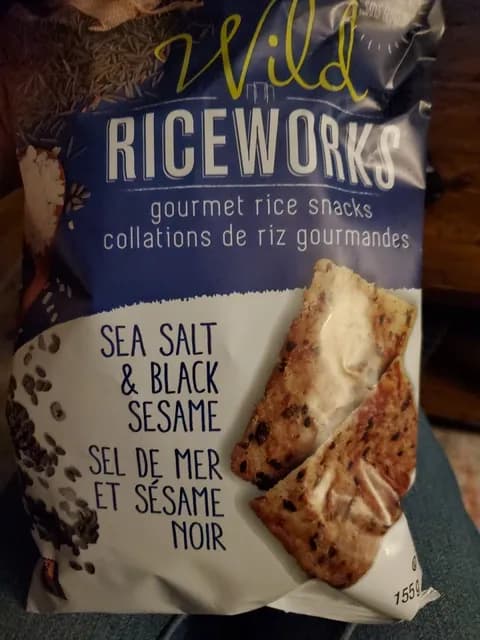 Wild
RICEWORKS
gourmet rice snacks
collations de riz gourmandes
SEA SALT
& BLACK
SESAME
SEL DE MER
ET SÉSAME
NOIR
155g